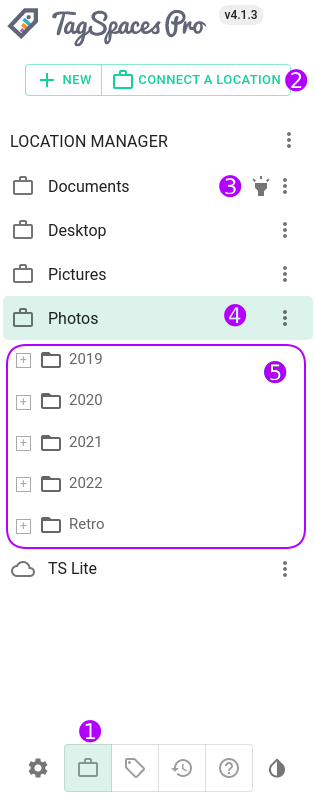 TagSpaces Pro v4.1.3
+ NEW CONNECT A LOCATION 2
LOCATION MANAGER
Documents 3
Desktop
Pictures
Photos 4
2019 5
2020
2021
2022
Retro
TS Lite
1